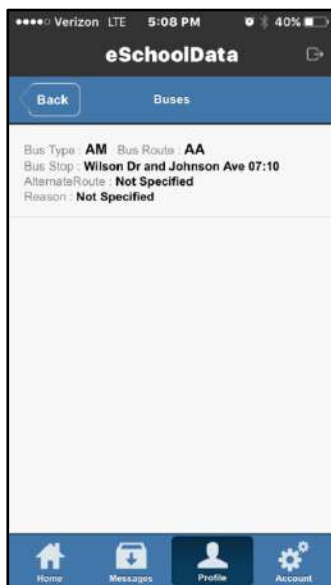 Verizon LTE 5:08 PM 40%
eSchoolData
Back Buses
Bus Type : AM Bus Route : AA
Bus Stop : Wilson Dr and Johnson Ave 07:10
AlternateRoute : Not Specified
Reason : Not Specified
Home Messages Profile Account